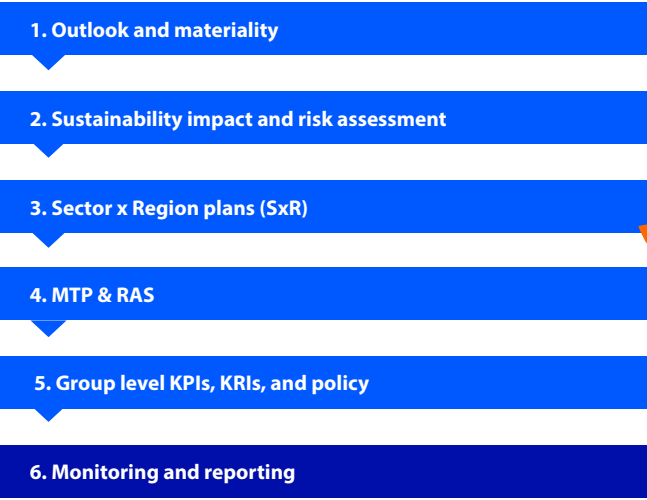 1. Outlook and materiality
2. Sustainability impact and risk assessment
3. Sector x Region plans (SxR)
4. MTP & RAS
5. Group level KPIs, KRIs, and policy
6. Monitoring and reporting